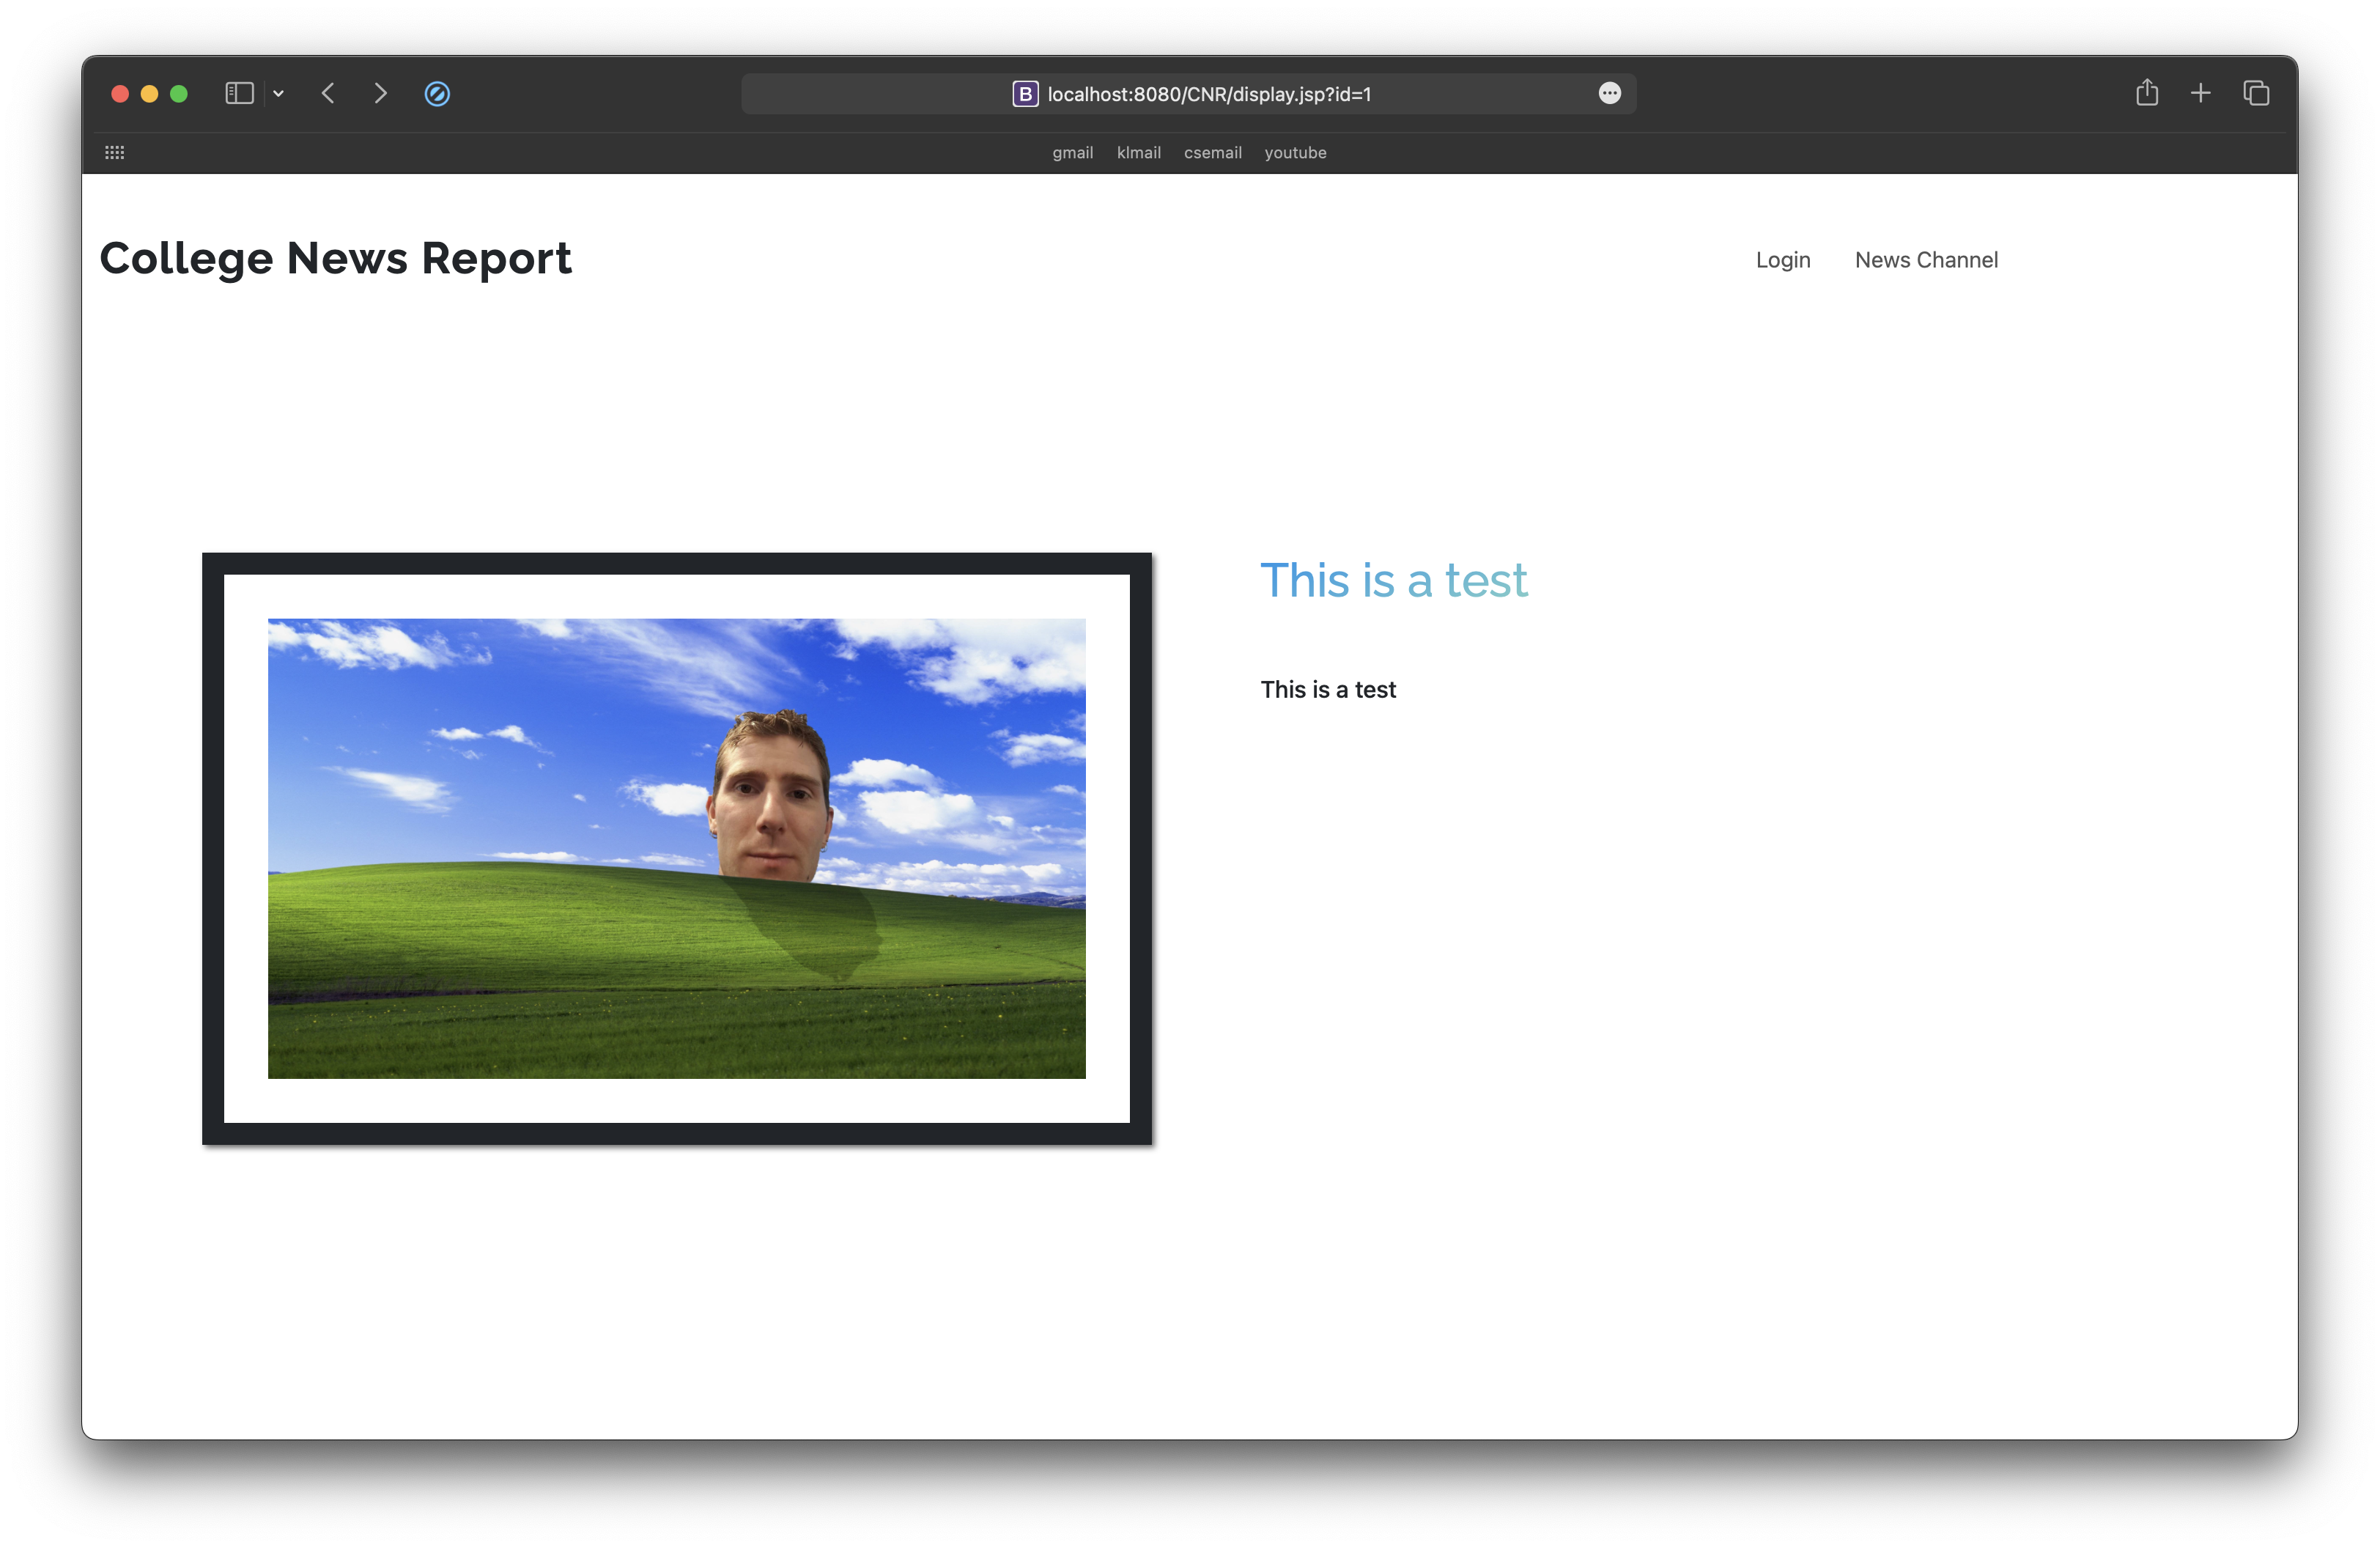 B localhost:8080/CNR/display.jsp?id=1
gmail klmail csemail youtube
College News Report
Login News Channel
This is a test
This is a test